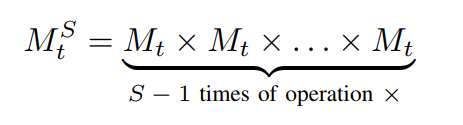 M_t^S = M_t × M_t × … × M_t
S − 1 times of operation ×